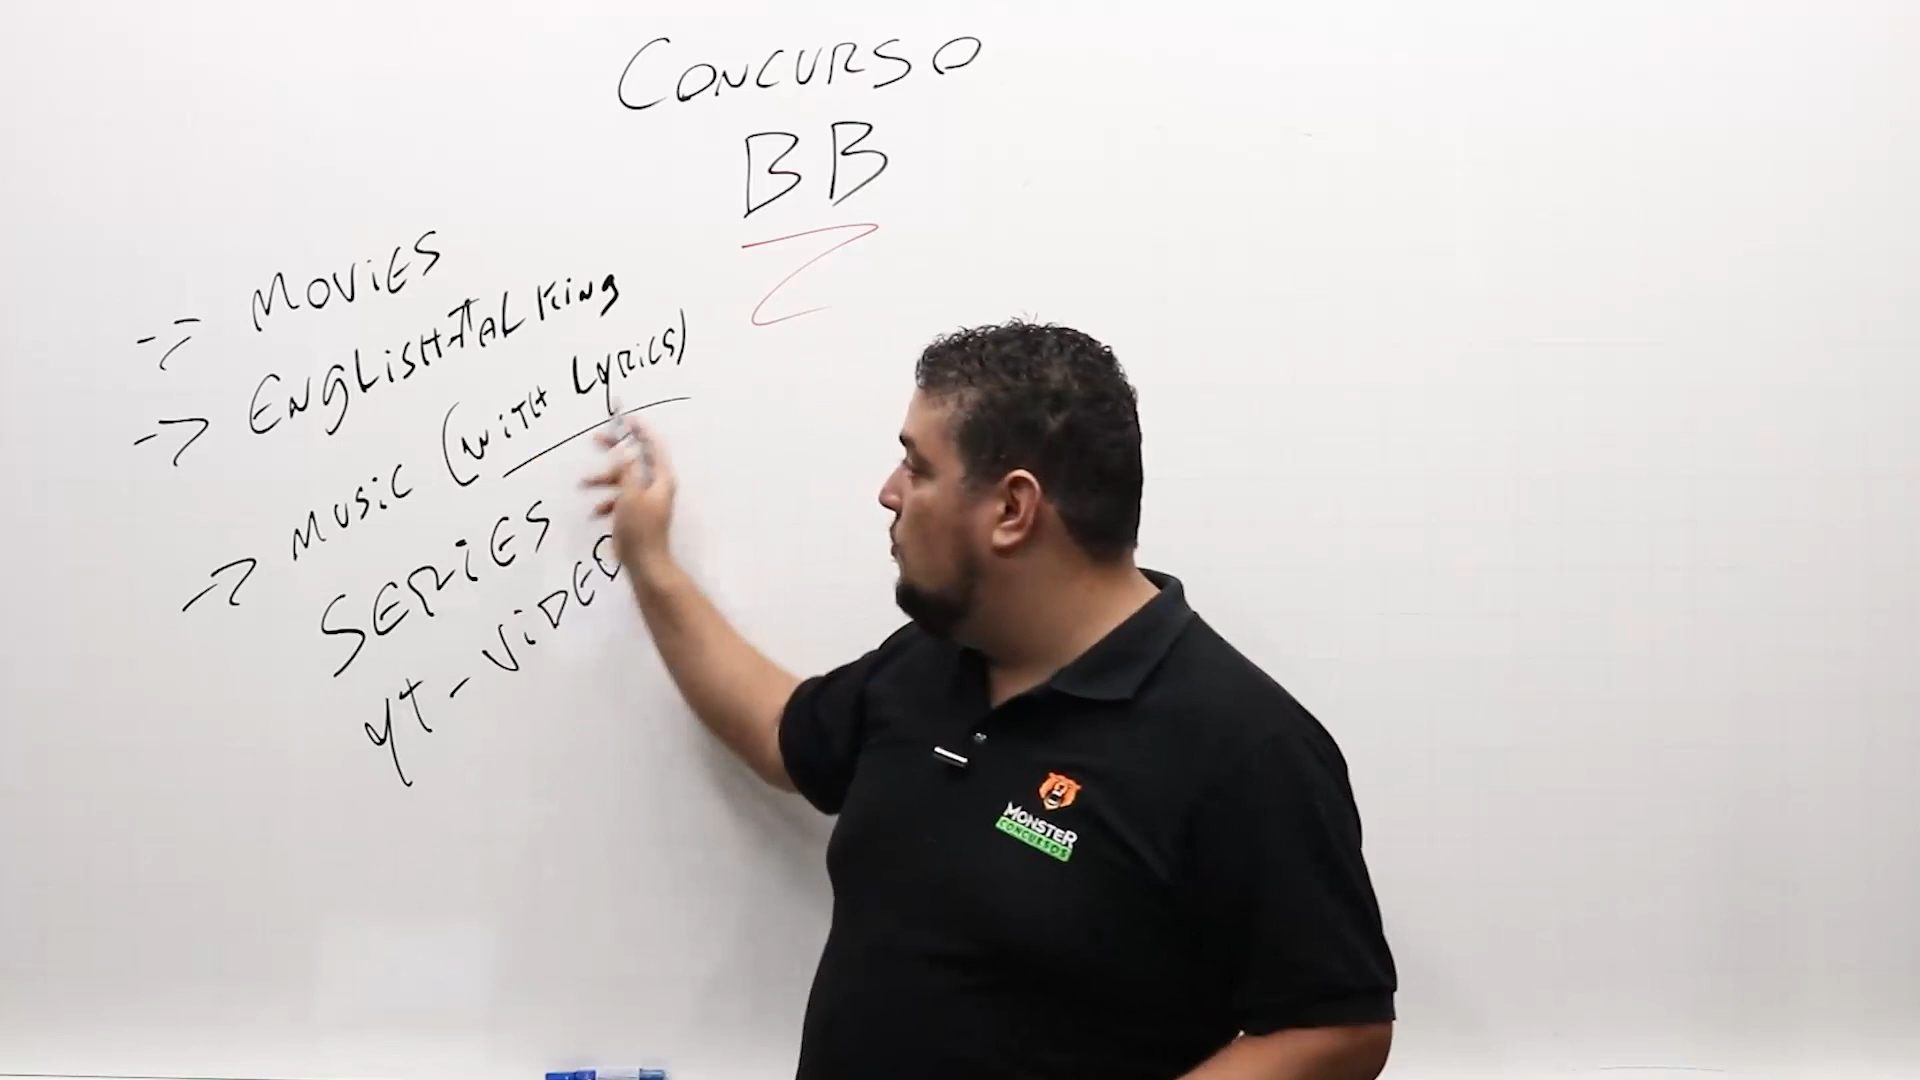 CONCURSO
BB
MOVIES
ENGLISH-TALKING
MUSIC (WITH LYRICS)
SERIES
YT - VIDEO
MONSTER
CONCURSOS